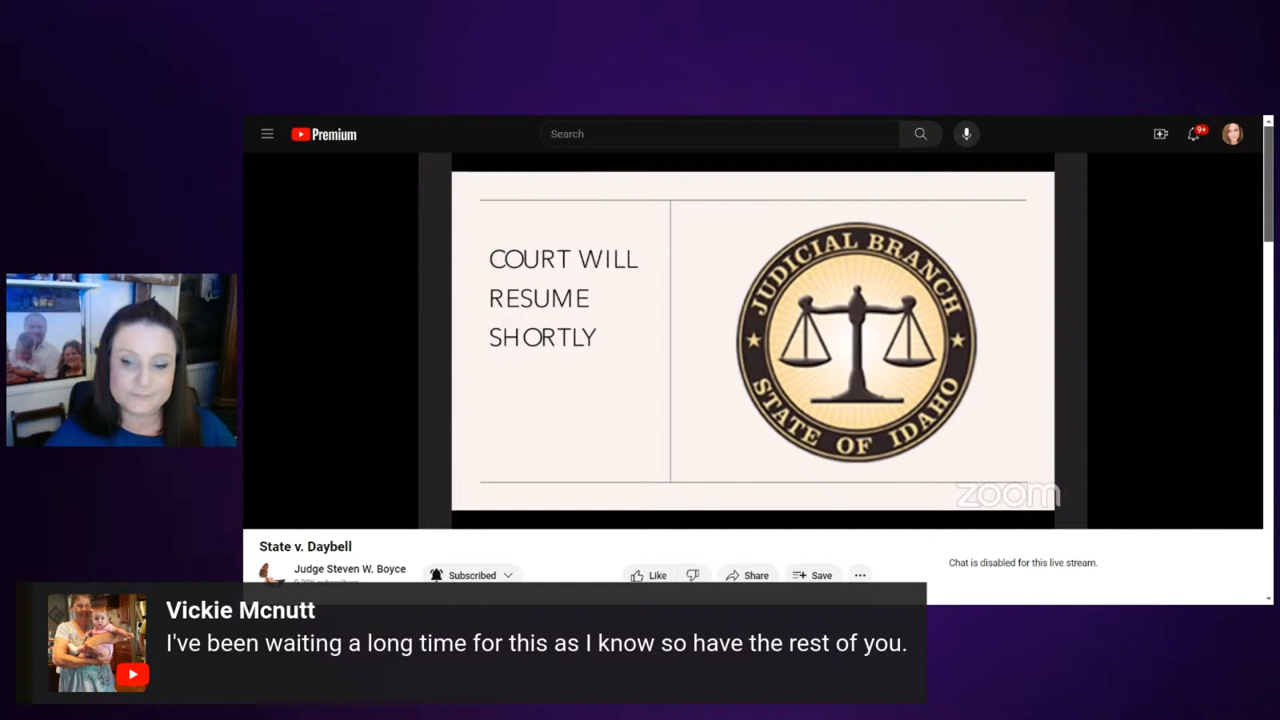 Premium
Search
9+
COURT WILL
RESUME
SHORTLY
JUDICIAL BRANCH
STATE OF IDAHO
zoom
State v. Daybell
Chat is disabled for this live stream.
Judge Steven W. Boyce
Subscribed
Like
Share
Save
Vickie Mcnutt
I've been waiting a long time for this as I know so have the rest of you.